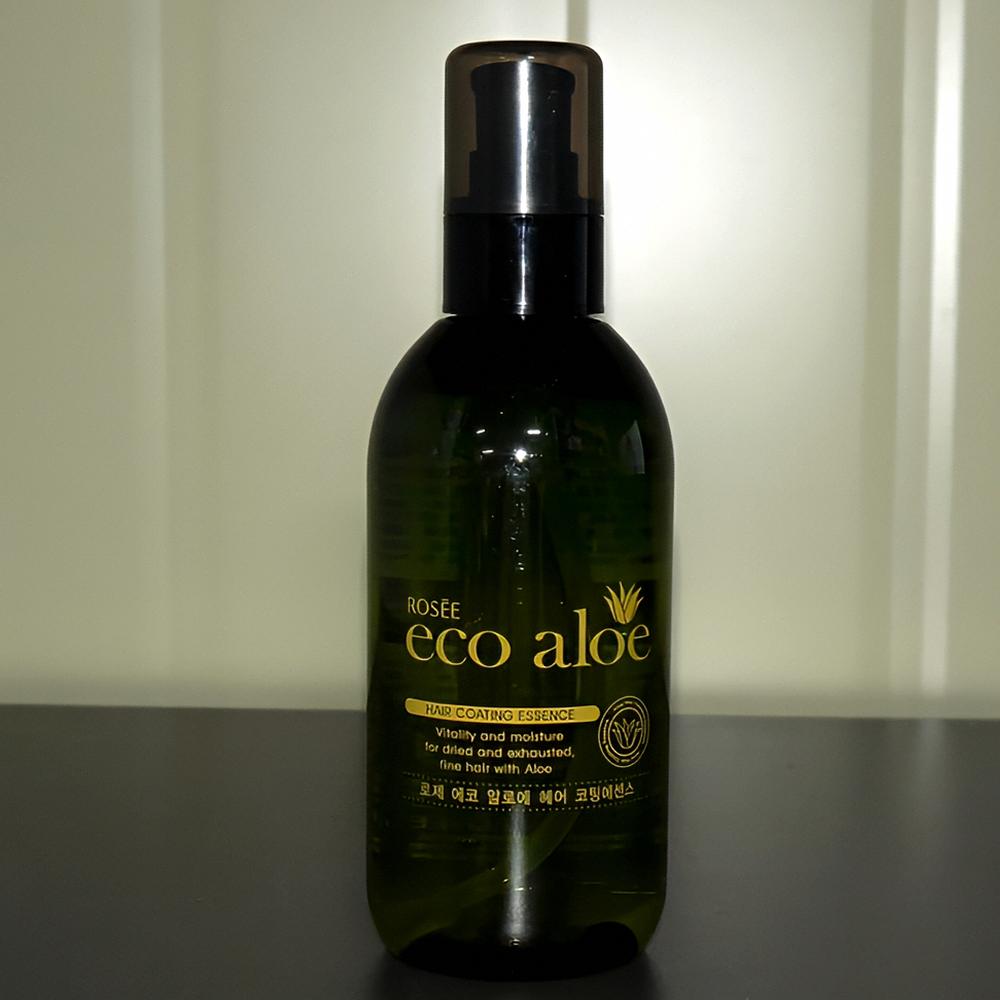 ROSĒE
eco aloe
HAIR COATING ESSENCE
Vitality and moisture
for dried and exhausted,
fine hair with Aloe
로제 에코 알로에 헤어 코팅에센스